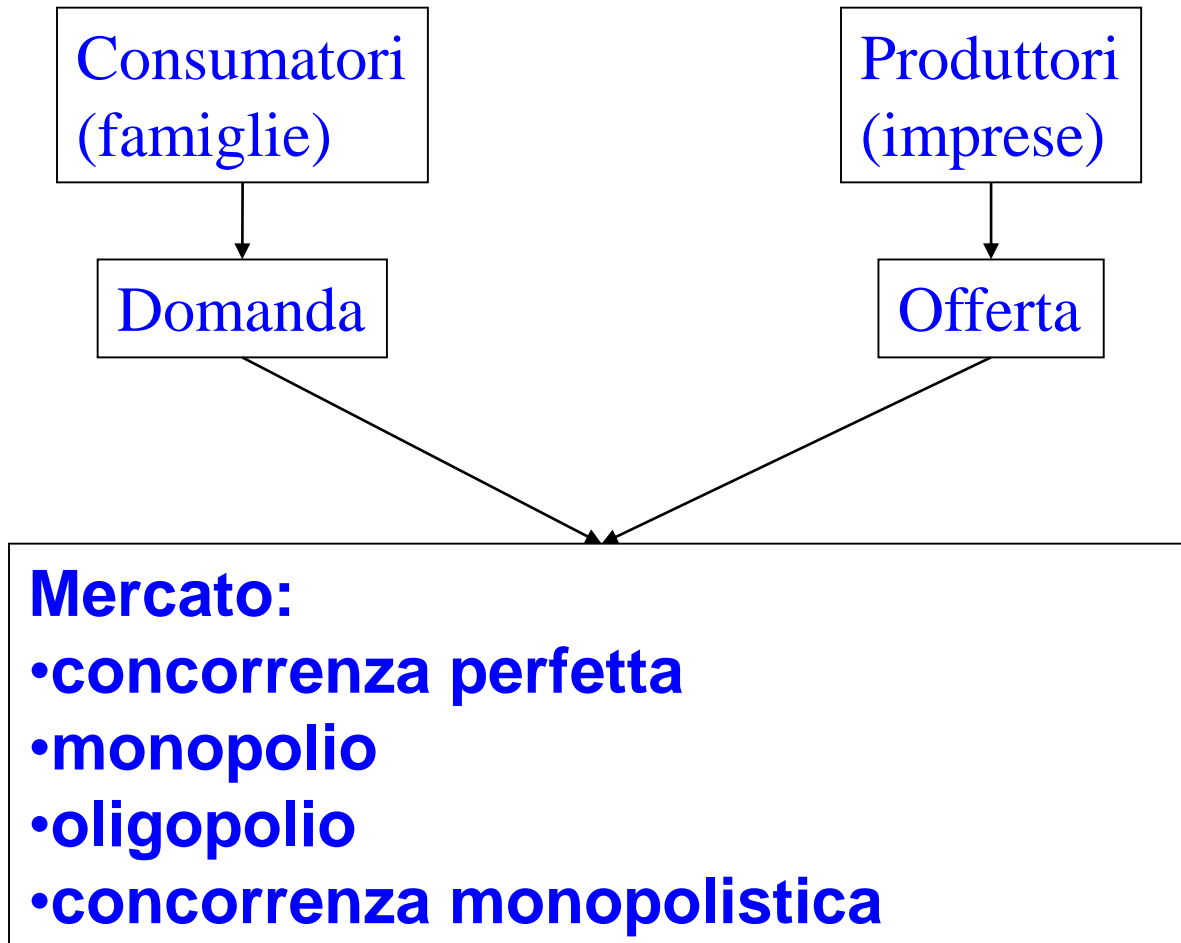 Consumatori
(famiglie)
Produttori
(imprese)
Domanda
Offerta
Mercato:
•concorrenza perfetta
•monopolio
•oligopolio
•concorrenza monopolistica